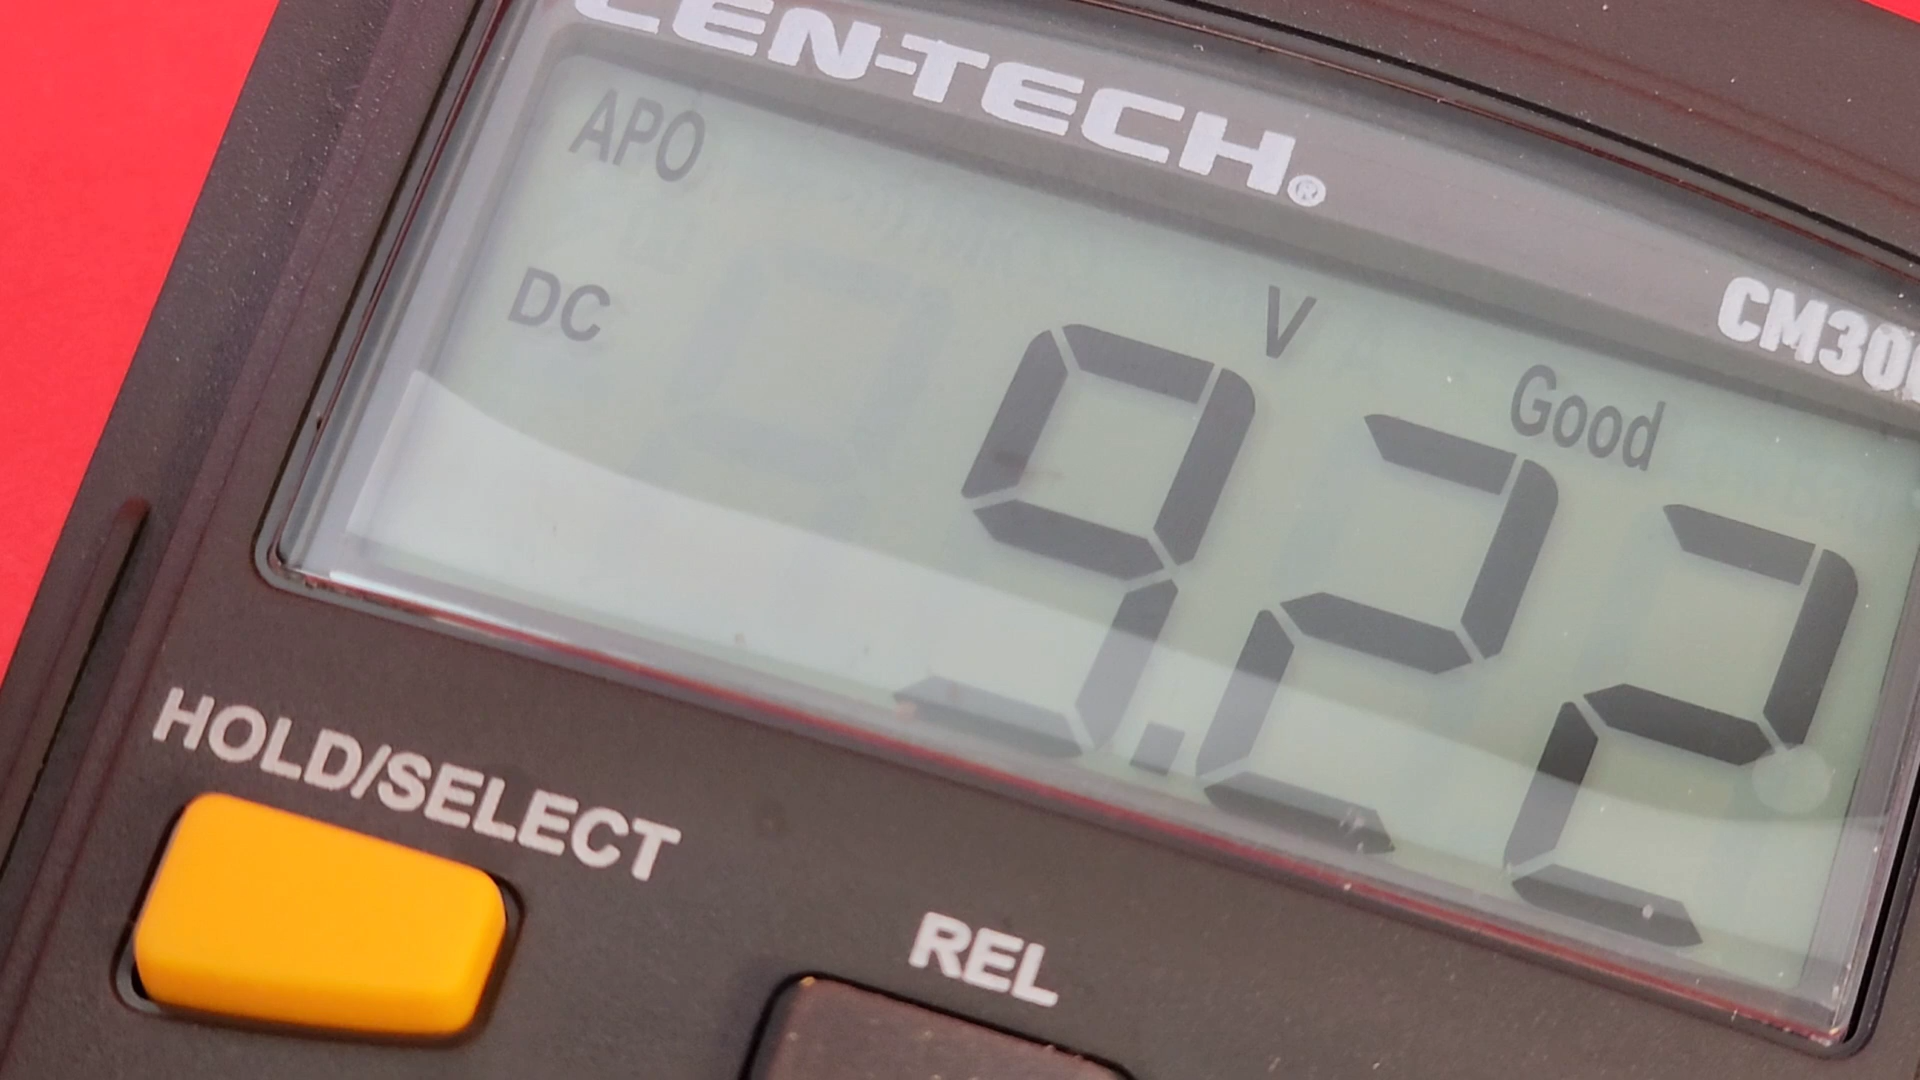 CEN-TECH®
CM300
APO
DC
V
Good
9.22
HOLD/SELECT
REL